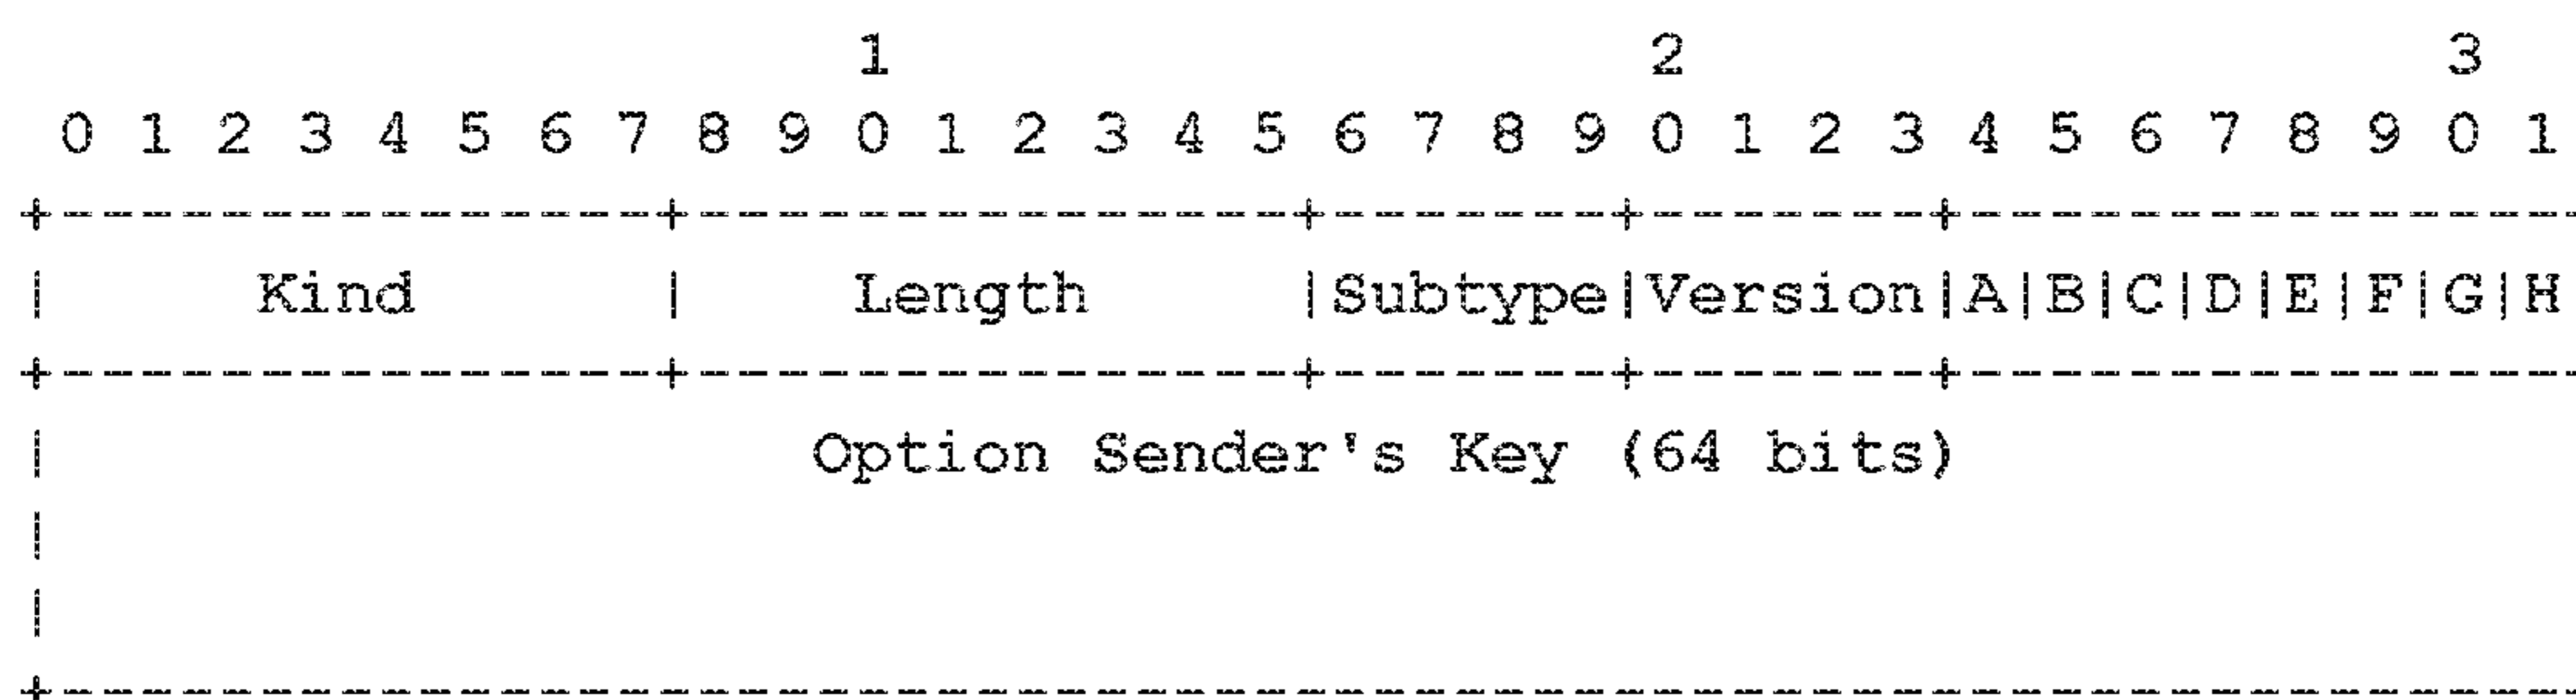 1                   2                   3
 0 1 2 3 4 5 6 7 8 9 0 1 2 3 4 5 6 7 8 9 0 1 2 3 4 5 6 7 8 9 0 1
+---------------+---------------+-------+-------+---------------
|     Kind      |    Length     |Subtype|Version|A|B|C|D|E|F|G|H
+---------------+---------------+-------+-------+---------------
|                   Option Sender's Key (64 bits)
|
|
+---------------------------------------------------------------